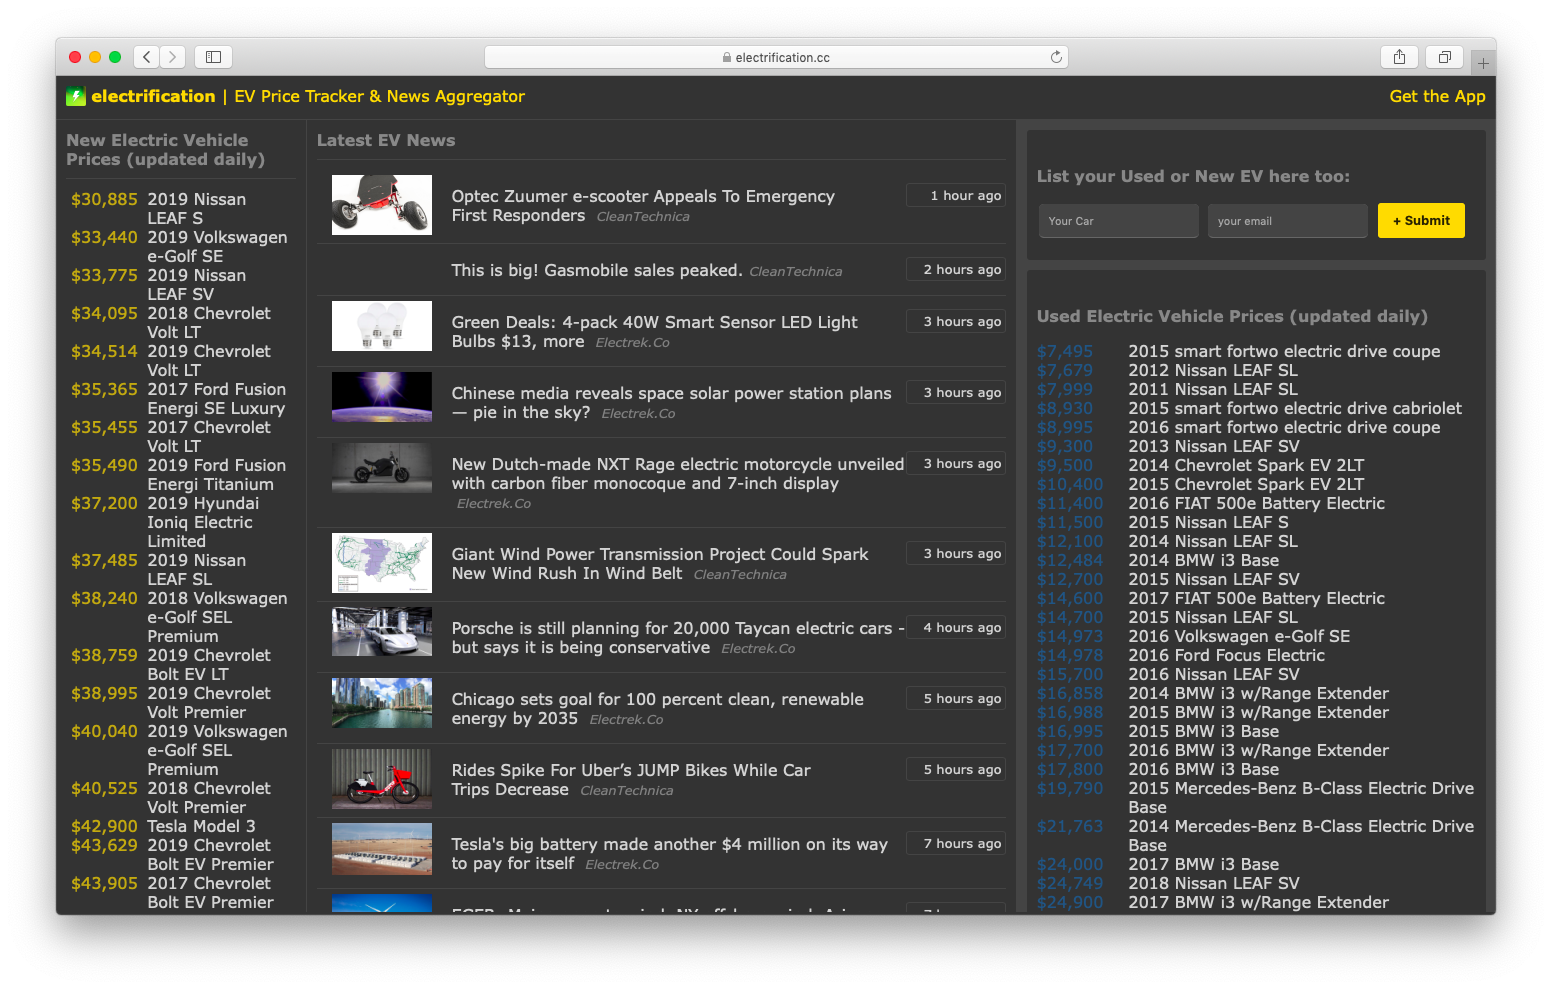 electrification.cc
electrification | EV Price Tracker & News Aggregator
Get the App
New Electric Vehicle
Prices (updated daily)
$30,885 2019 Nissan
LEAF S
$33,440 2019 Volkswagen
e-Golf SE
$33,775 2019 Nissan
LEAF SV
$34,095 2018 Chevrolet
Volt LT
$34,514 2019 Chevrolet
Volt LT
$35,365 2017 Ford Fusion
Energi SE Luxury
$35,455 2017 Chevrolet
Volt LT
$35,490 2019 Ford Fusion
Energi Titanium
$37,200 2019 Hyundai
Ioniq Electric
Limited
$37,485 2019 Nissan
LEAF SL
$38,240 2018 Volkswagen
e-Golf SEL
Premium
$38,759 2019 Chevrolet
Bolt EV LT
$38,995 2019 Chevrolet
Volt Premier
$40,040 2019 Volkswagen
e-Golf SEL
Premium
$40,525 2018 Chevrolet
Volt Premier
$42,900 Tesla Model 3
$43,629 2019 Chevrolet
Bolt EV Premier
$43,905 2017 Chevrolet
Bolt EV Premier
Latest EV News
Optec Zuumer e-scooter Appeals To Emergency
First Responders CleanTechnica
1 hour ago
This is big! Gasmobile sales peaked. CleanTechnica
2 hours ago
Green Deals: 4-pack 40W Smart Sensor LED Light
Bulbs $13, more Electrek.Co
3 hours ago
Chinese media reveals space solar power station plans
— pie in the sky? Electrek.Co
3 hours ago
New Dutch-made NXT Rage electric motorcycle unveiled
with carbon fiber monocoque and 7-inch display
Electrek.Co
3 hours ago
Giant Wind Power Transmission Project Could Spark
New Wind Rush In Wind Belt CleanTechnica
3 hours ago
Porsche is still planning for 20,000 Taycan electric cars -
but says it is being conservative Electrek.Co
4 hours ago
Chicago sets goal for 100 percent clean, renewable
energy by 2035 Electrek.Co
5 hours ago
Rides Spike For Uber’s JUMP Bikes While Car
Trips Decrease CleanTechnica
5 hours ago
Tesla's big battery made another $4 million on its way
to pay for itself Electrek.Co
7 hours ago
List your Used or New EV here too:
Your Car
your email
+ Submit
Used Electric Vehicle Prices (updated daily)
$7,495 2015 smart fortwo electric drive coupe
$7,679 2012 Nissan LEAF SL
$7,999 2011 Nissan LEAF SL
$8,930 2015 smart fortwo electric drive cabriolet
$8,995 2016 smart fortwo electric drive coupe
$9,300 2013 Nissan LEAF SV
$9,500 2014 Chevrolet Spark EV 2LT
$10,400 2015 Chevrolet Spark EV 2LT
$11,400 2016 FIAT 500e Battery Electric
$11,500 2015 Nissan LEAF S
$12,100 2014 Nissan LEAF SL
$12,484 2014 BMW i3 Base
$12,700 2015 Nissan LEAF SV
$14,600 2017 FIAT 500e Battery Electric
$14,700 2015 Nissan LEAF SL
$14,973 2016 Volkswagen e-Golf SE
$14,978 2016 Ford Focus Electric
$15,700 2016 Nissan LEAF SV
$16,858 2014 BMW i3 w/Range Extender
$16,988 2015 BMW i3 w/Range Extender
$16,995 2015 BMW i3 Base
$17,700 2016 BMW i3 w/Range Extender
$17,800 2016 BMW i3 Base
$19,790 2015 Mercedes-Benz B-Class Electric Drive
Base
$21,763 2014 Mercedes-Benz B-Class Electric Drive
Base
$24,000 2017 BMW i3 Base
$24,749 2018 Nissan LEAF SV
$24,900 2017 BMW i3 w/Range Extender